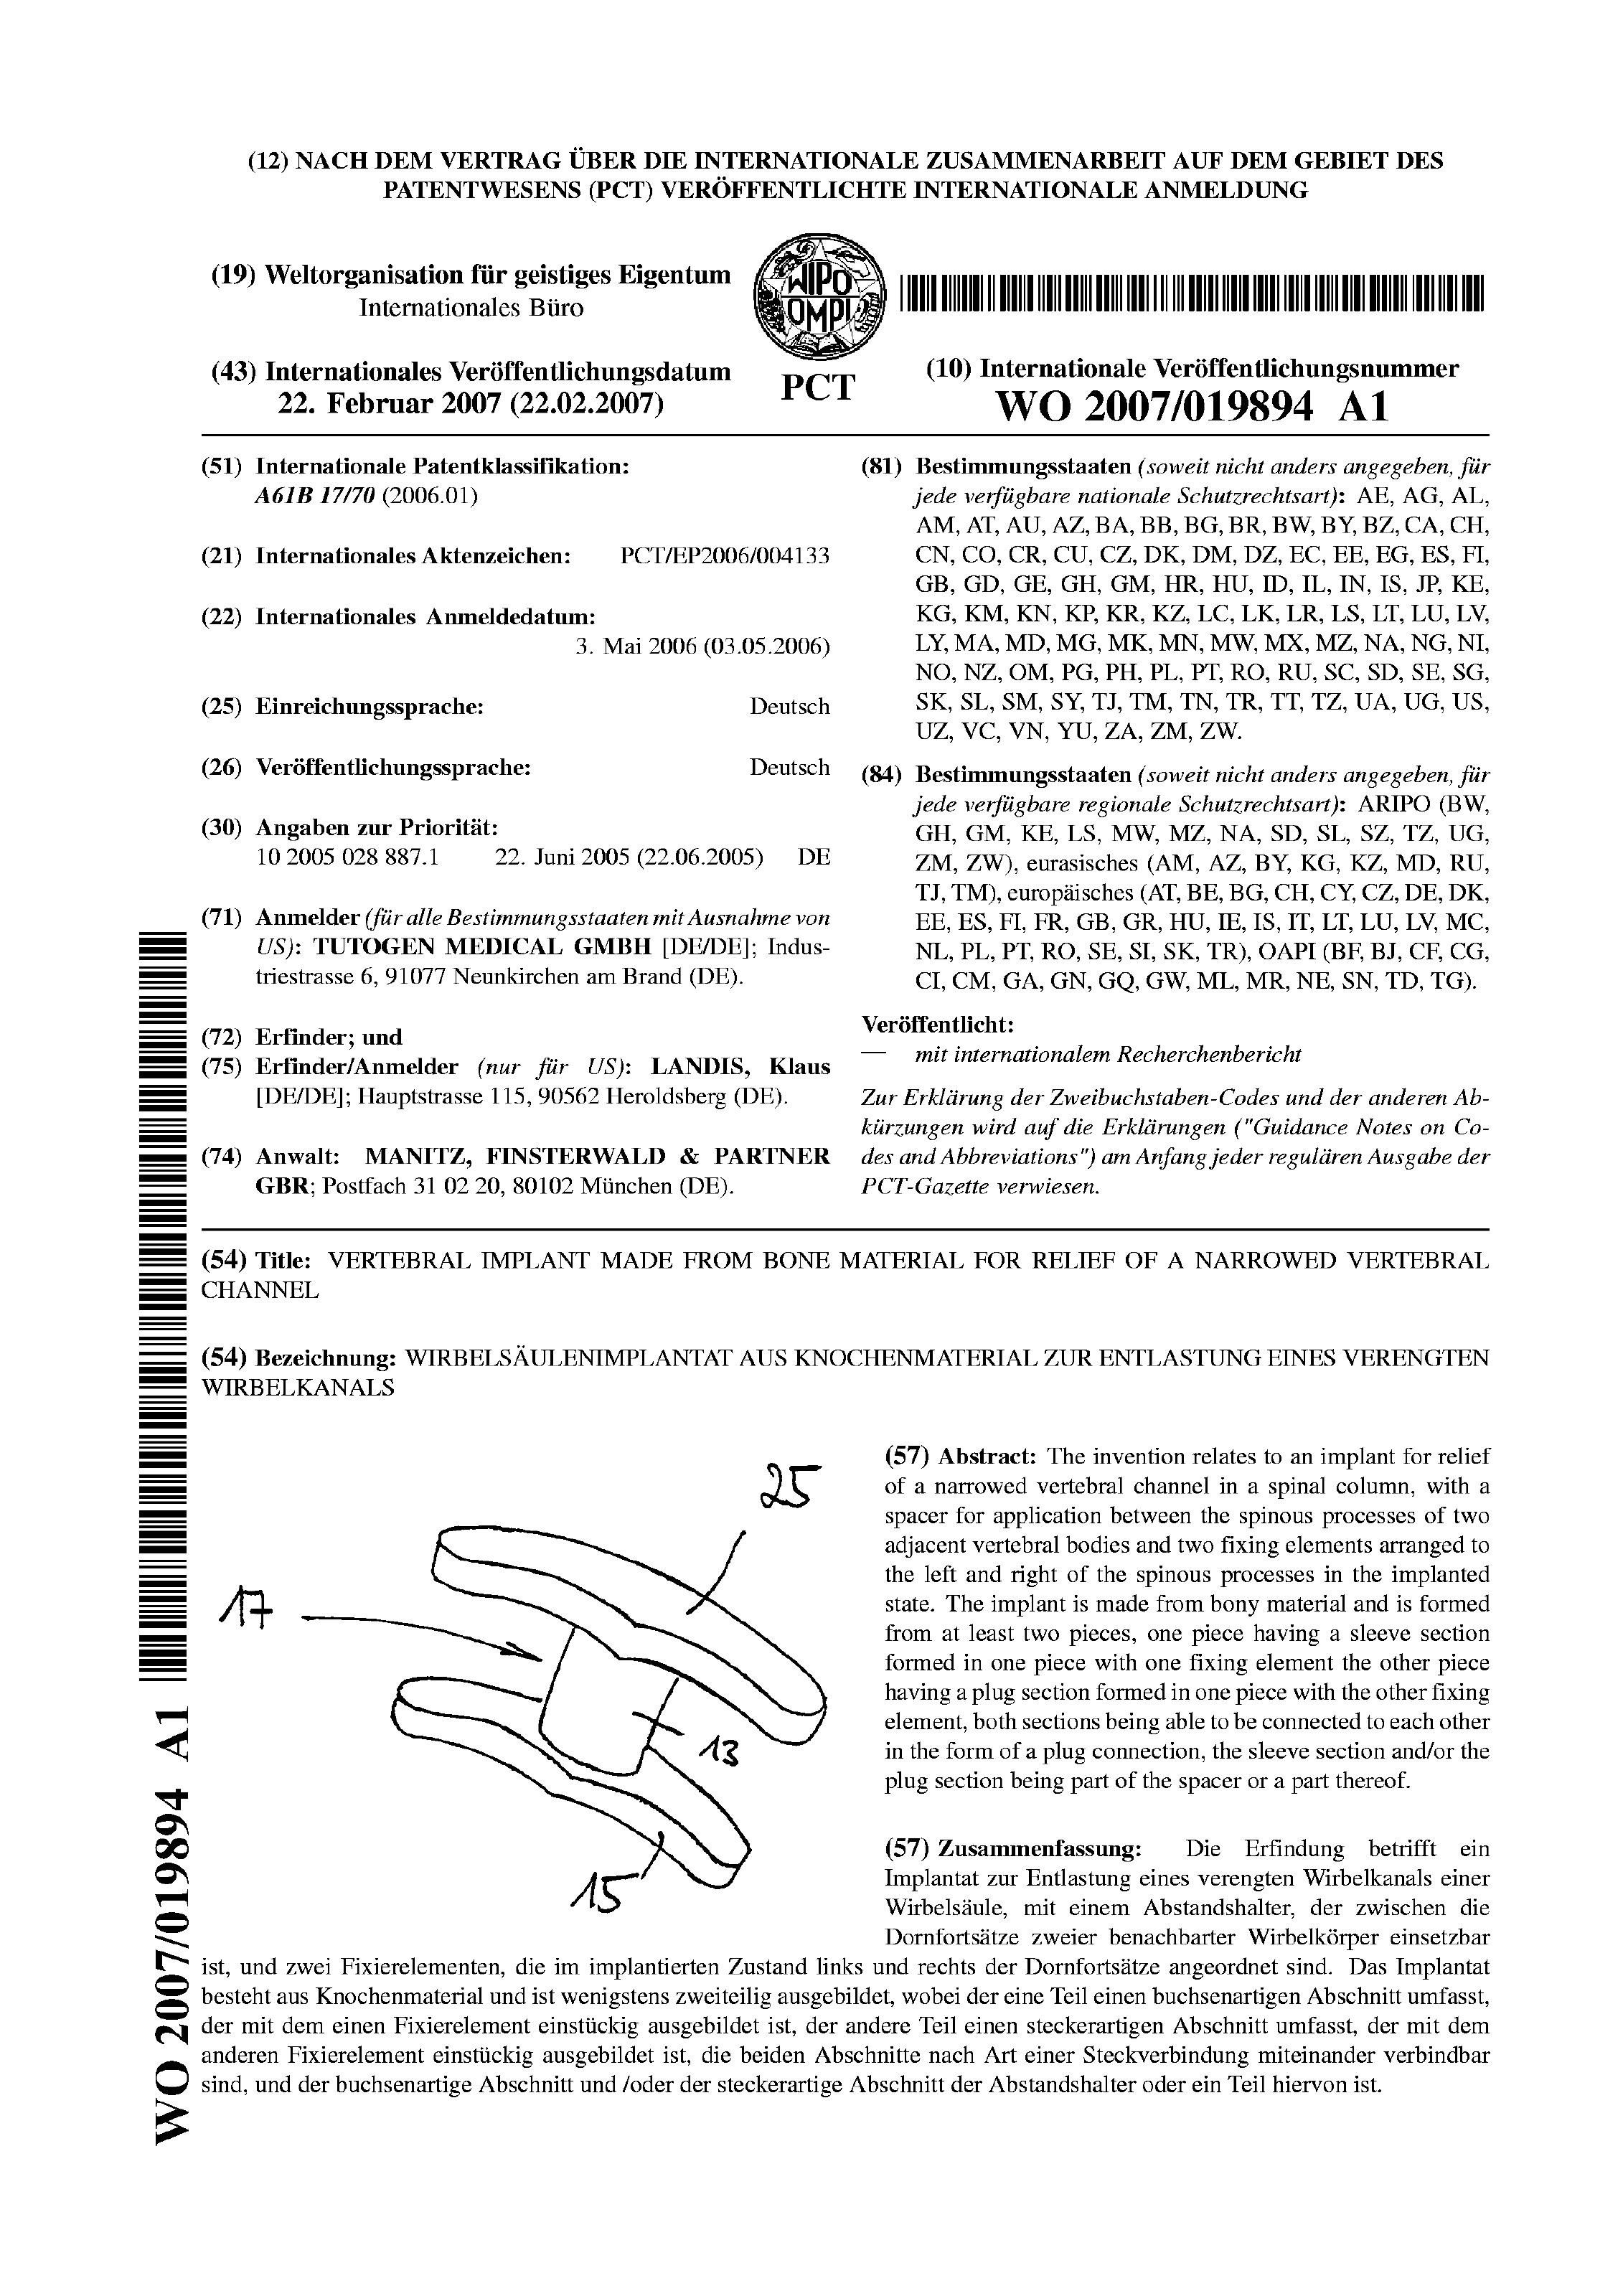 (12) NACH DEM VERTRAG ÜBER DIE INTERNATIONALE ZUSAMMENARBEIT AUF DEM GEBIET DES
PATENTWESENS (PCT) VERÖFFENTLICHTE INTERNATIONALE ANMELDUNG
(19) Weltorganisation für geistiges Eigentum
Internationales Büro
WIPO
OMPI
PCT
(43) Internationales Veröffentlichungsdatum
22. Februar 2007 (22.02.2007)
(10) Internationale Veröffentlichungsnummer
WO 2007/019894 A1
(51) Internationale Patentklassifikation:
A61B 17/70 (2006.01)
(21) Internationales Aktenzeichen: PCT/EP2006/004133
(22) Internationales Anmeldedatum:
3. Mai 2006 (03.05.2006)
(25) Einreichungssprache: Deutsch
(26) Veröffentlichungssprache: Deutsch
(30) Angaben zur Priorität:
10 2005 028 887.1 22. Juni 2005 (22.06.2005) DE
(71) Anmelder (für alle Bestimmungsstaaten mit Ausnahme von
US): TUTOGEN MEDICAL GMBH [DE/DE]; Indus-
triestrasse 6, 91077 Neunkirchen am Brand (DE).
(72) Erfinder; und
(75) Erfinder/Anmelder (nur für US): LANDIS, Klaus
[DE/DE]; Hauptstrasse 115, 90562 Heroldsberg (DE).
(74) Anwalt: MANITZ, FINSTERWALD & PARTNER
GBR; Postfach 31 02 20, 80102 München (DE).
(81) Bestimmungsstaaten (soweit nicht anders angegeben, für
jede verfügbare nationale Schutzrechtsart): AE, AG, AL,
AM, AT, AU, AZ, BA, BB, BG, BR, BW, BY, BZ, CA, CH,
CN, CO, CR, CU, CZ, DK, DM, DZ, EC, EE, EG, ES, FI,
GB, GD, GE, GH, GM, HR, HU, ID, IL, IN, IS, JP, KE,
KG, KM, KN, KP, KR, KZ, LC, LK, LR, LS, LT, LU, LV,
LY, MA, MD, MG, MK, MN, MW, MX, MZ, NA, NG, NI,
NO, NZ, OM, PG, PH, PL, PT, RO, RU, SC, SD, SE, SG,
SK, SL, SM, SY, TJ, TM, TN, TR, TT, TZ, UA, UG, US,
UZ, VC, VN, YU, ZA, ZM, ZW.
(84) Bestimmungsstaaten (soweit nicht anders angegeben, für
jede verfügbare regionale Schutzrechtsart): ARIPO (BW,
GH, GM, KE, LS, MW, MZ, NA, SD, SL, SZ, TZ, UG,
ZM, ZW), eurasisches (AM, AZ, BY, KG, KZ, MD, RU,
TJ, TM), europäisches (AT, BE, BG, CH, CY, CZ, DE, DK,
EE, ES, FI, FR, GB, GR, HU, IE, IS, IT, LT, LU, LV, MC,
NL, PL, PT, RO, SE, SI, SK, TR), OAPI (BF, BJ, CF, CG,
CI, CM, GA, GN, GQ, GW, ML, MR, NE, SN, TD, TG).
Veröffentlicht:
— mit internationalem Recherchenbericht
Zur Erklärung der Zweibuchstaben-Codes und der anderen Ab-
kürzungen wird auf die Erklärungen ("Guidance Notes on Co-
des and Abbreviations") am Anfang jeder regulären Ausgabe der
PCT-Gazette verwiesen.
(54) Title: VERTEBRAL IMPLANT MADE FROM BONE MATERIAL FOR RELIEF OF A NARROWED VERTEBRAL
CHANNEL
(54) Bezeichnung: WIRBELSÄULENIMPLANTAT AUS KNOCHENMATERIAL ZUR ENTLASTUNG EINES VERENGTEN
WIRBELKANALS
25
17
13
15
(57) Abstract: The invention relates to an implant for relief
of a narrowed vertebral channel in a spinal column, with a
spacer for application between the spinous processes of two
adjacent vertebral bodies and two fixing elements arranged to
the left and right of the spinous processes in the implanted
state. The implant is made from bony material and is formed
from at least two pieces, one piece having a sleeve section
formed in one piece with one fixing element the other piece
having a plug section formed in one piece with the other fixing
element, both sections being able to be connected to each other
in the form of a plug connection, the sleeve section and/or the
plug section being part of the spacer or a part thereof.
(57) Zusammenfassung: Die Erfindung betrifft ein
Implantat zur Entlastung eines verengten Wirbelkanals einer
Wirbelsäule, mit einem Abstandshalter, der zwischen die
Dornfortsätze zweier benachbarter Wirbelkörper einsetzbar
ist, und zwei Fixierelementen, die im implantierten Zustand links und rechts der Dornfortsätze angeordnet sind. Das Implantat
besteht aus Knochenmaterial und ist wenigstens zweiteilig ausgebildet, wobei der eine Teil einen buchsenartigen Abschnitt umfasst,
der mit dem einen Fixierelement einstückig ausgebildet ist, der andere Teil einen steckerartigen Abschnitt umfasst, der mit dem
anderen Fixierelement einstückig ausgebildet ist, die beiden Abschnitte nach Art einer Steckverbindung miteinander verbindbar
sind, und der buchsenartige Abschnitt und /oder der steckerartige Abschnitt der Abstandshalter oder ein Teil hiervon ist.
WO 2007/019894 A1